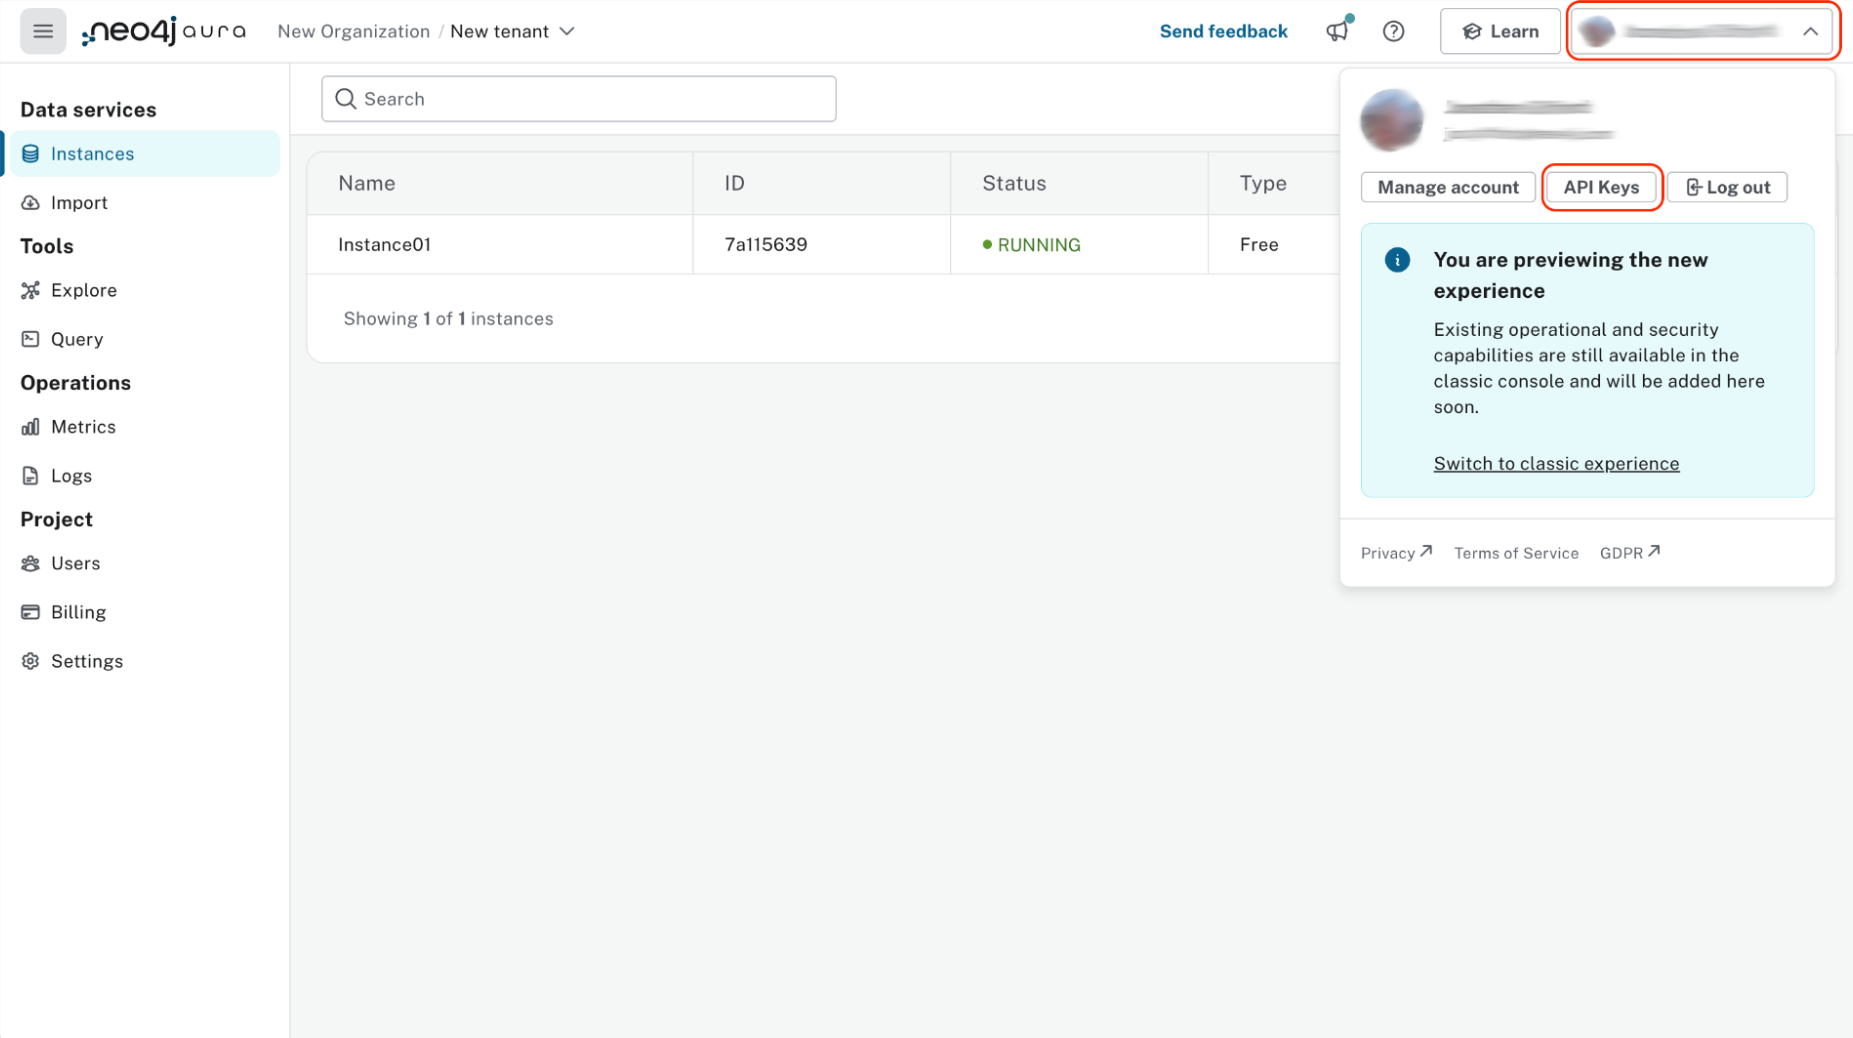 neo4j aura
New Organization / New tenant
Send feedback
Learn
Data services
Instances
Import
Tools
Explore
Query
Operations
Metrics
Logs
Project
Users
Billing
Settings
Search
Name ID Status Type
Instance01 7a115639 RUNNING Free
Showing 1 of 1 instances
Manage account API Keys Log out
You are previewing the new
experience
Existing operational and security
capabilities are still available in the
classic console and will be added here
soon.
Switch to classic experience
Privacy Terms of Service GDPR